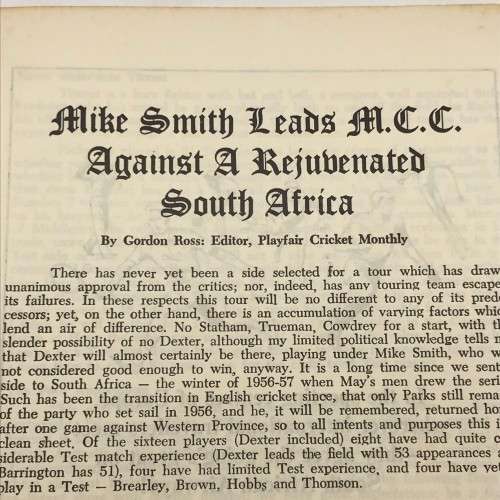 Mike Smith Leads M.C.C.
Against A Rejuvenated
South Africa
By Gordon Ross: Editor, Playfair Cricket Monthly
There has never yet been a side selected for a tour which has draw
unanimous approval from the critics; nor, indeed, has any touring team escape
its failures. In these respects this tour will be no different to any of its pred
cessors; yet, on the other hand, there is an accumulation of varying factors whic
lend an air of difference. No Statham, Trueman, Cowdrey for a start, with t
slender possibility of no Dexter, although my limited political knowledge tells m
that Dexter will almost certainly be there, playing under Mike Smith, who w
not considered good enough to win, anyway. It is a long time since we sent
side to South Africa — the winter of 1956-57 when May's men drew the seri
Such has been the transition in English cricket since, that only Parks still rema
of the party who set sail in 1956, and he, it will be remembered, returned ho
after one game against Western Province, so to all intents and purposes this i
clean sheet. Of the sixteen players (Dexter included) eight have had quite c
siderable Test match experience (Dexter leads the field with 53 appearances a
Barrington has 51), four have had limited Test experience, and four have yet
play in a Test — Brearley, Brown, Hobbs and Thomson.